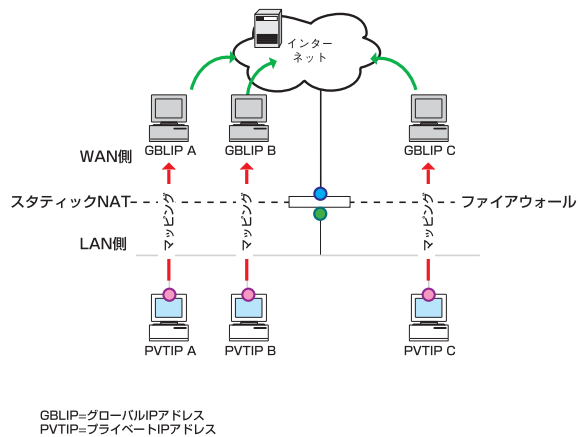 インター
ネット
GBLIP A
GBLIP B
GBLIP C
WAN側
スタティックNAT
マッピング
マッピング
マッピング
ファイアウォール
LAN側
PVTIP A
PVTIP B
PVTIP C
GBLIP=グローバルIPアドレス
PVTIP=プライベートIPアドレス